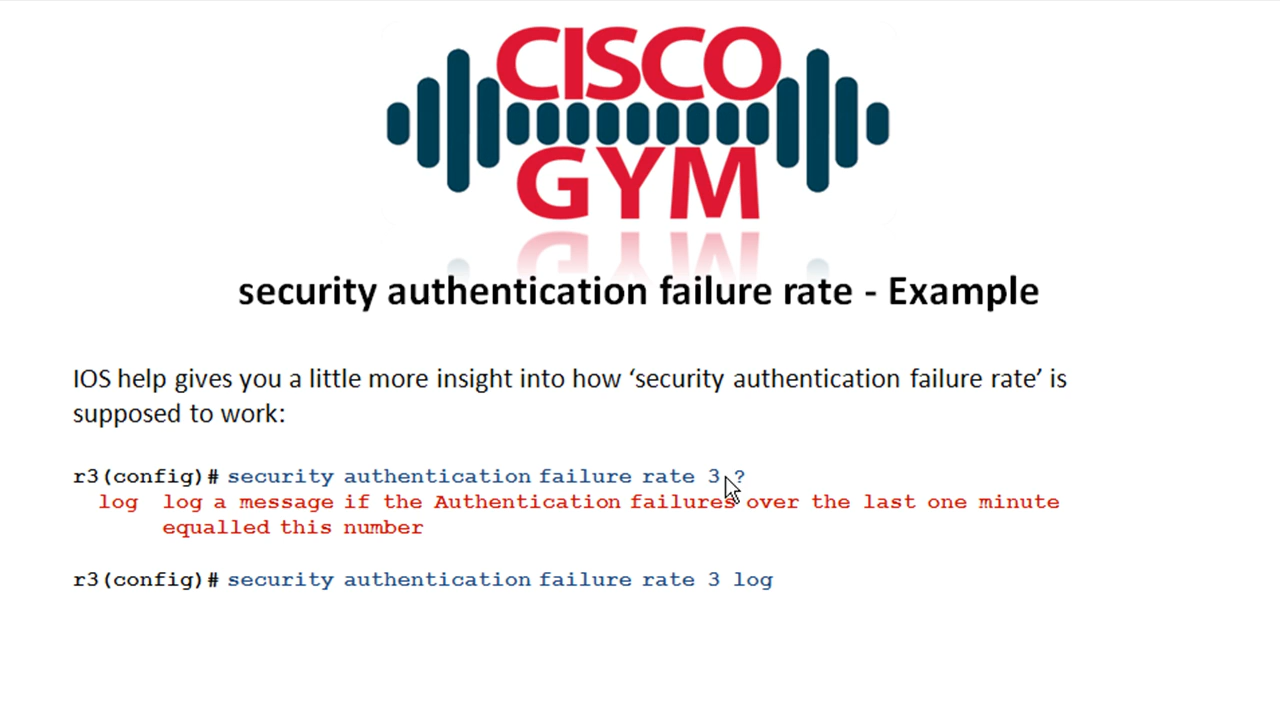 CISCO
GYM
security authentication failure rate - Example
IOS help gives you a little more insight into how ‘security authentication failure rate’ is
supposed to work:
r3(config)# security authentication failure rate 3 ?
log log a message if the Authentication failures over the last one minute
equalled this number
r3(config)# security authentication failure rate 3 log